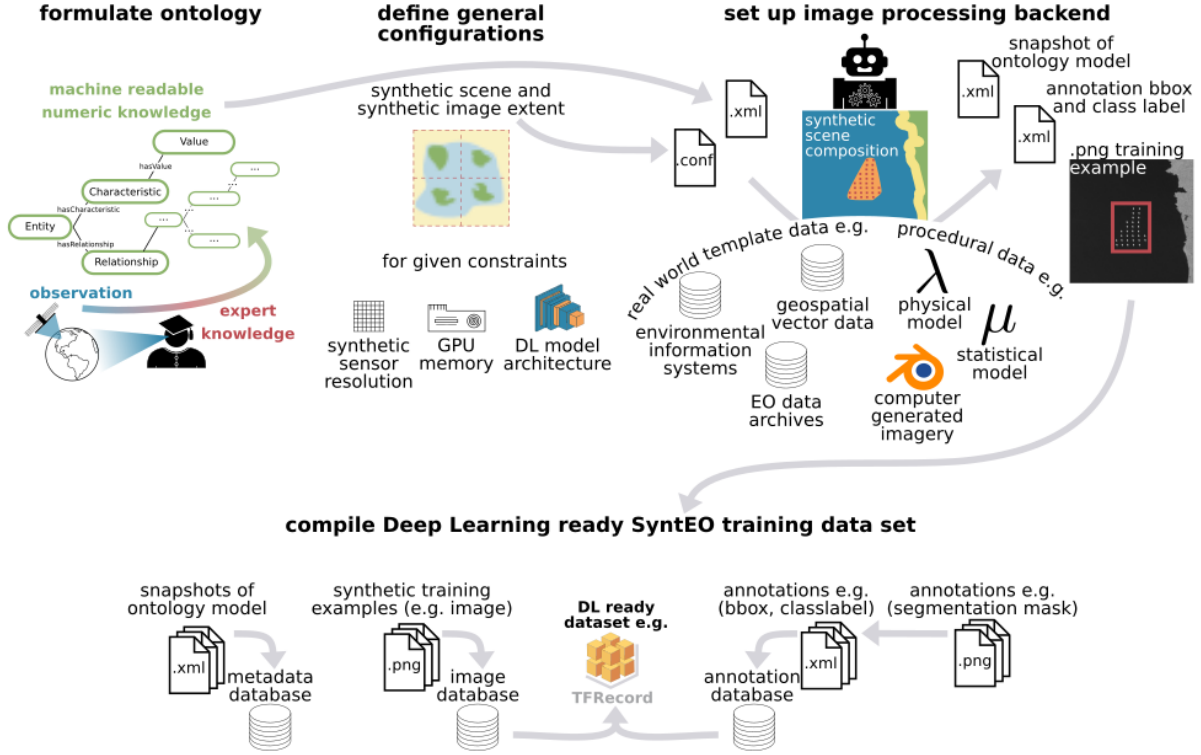 formulate ontology
machine readable
numeric knowledge
Value
hasValue
Characteristic
hasCharacteristic
Entity
hasRelationship
Relationship
...
...
...
...
...
...
observation
expert
knowledge
define general
configurations
synthetic scene and
synthetic image extent
for given constraints
synthetic
sensor
resolution
GPU
memory
DL model
architecture
set up image processing backend
.xml
.conf
synthetic
scene
composition
snapshot of
ontology model
.xml
annotation bbox
and class label
.xml
.png training
example
real world template data e.g.
procedural data e.g.
environmental
information
systems
geospatial
vector data
EO data
archives
λ
physical
model
μ
statistical
model
computer
generated
imagery
compile Deep Learning ready SyntEO training data set
snapshots of
ontology model
.xml
metadata
database
synthetic training
examples (e.g. image)
.png
image
database
DL ready
dataset e.g.
TFRecord
annotations e.g.
(bbox, classlabel)
.xml
annotation
database
annotations e.g.
(segmentation mask)
.png